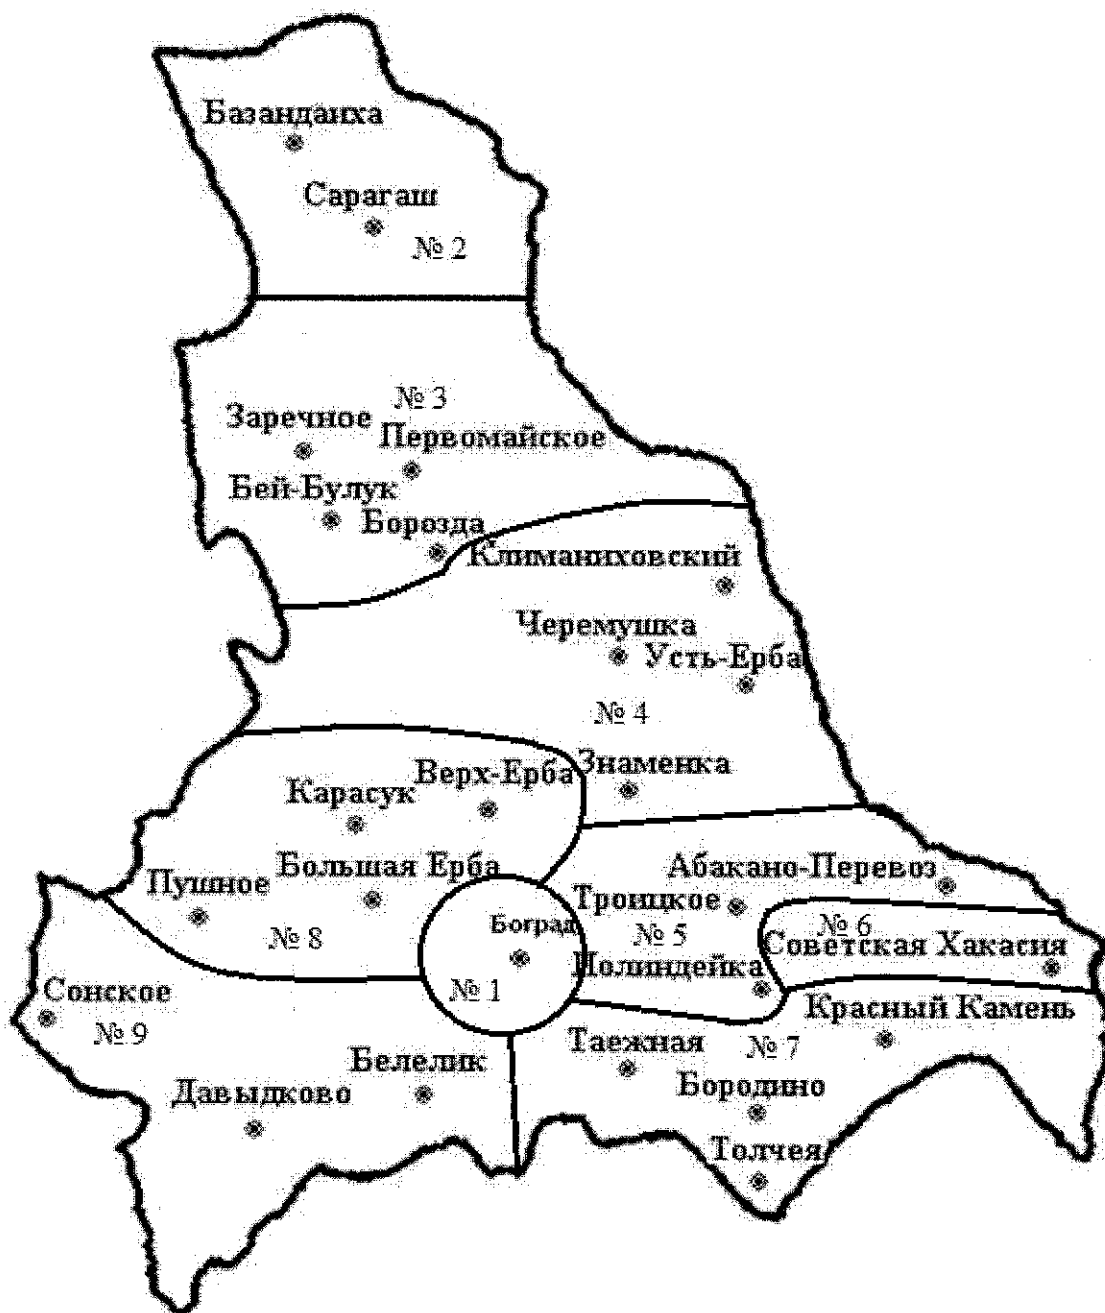 Базандаиха
Сарагаш
№ 2
№ 3
Заречное
Первомайское
Бей-Булук
Борозда
Климаниховский
Черемушка
Усть-Ерба
№ 4
Знаменка
Верх-Ерба
Карасук
Большая Ерба
Пушное
№ 8
Абакано-Перевоз
Троицкое
№ 6
№ 5
Боград
Советская Хакасия
Полиндейка
№ 1
Сонское
№ 9
Красный Камень
Таежная
№ 7
Белелик
Бородино
Давыдково
Толчея